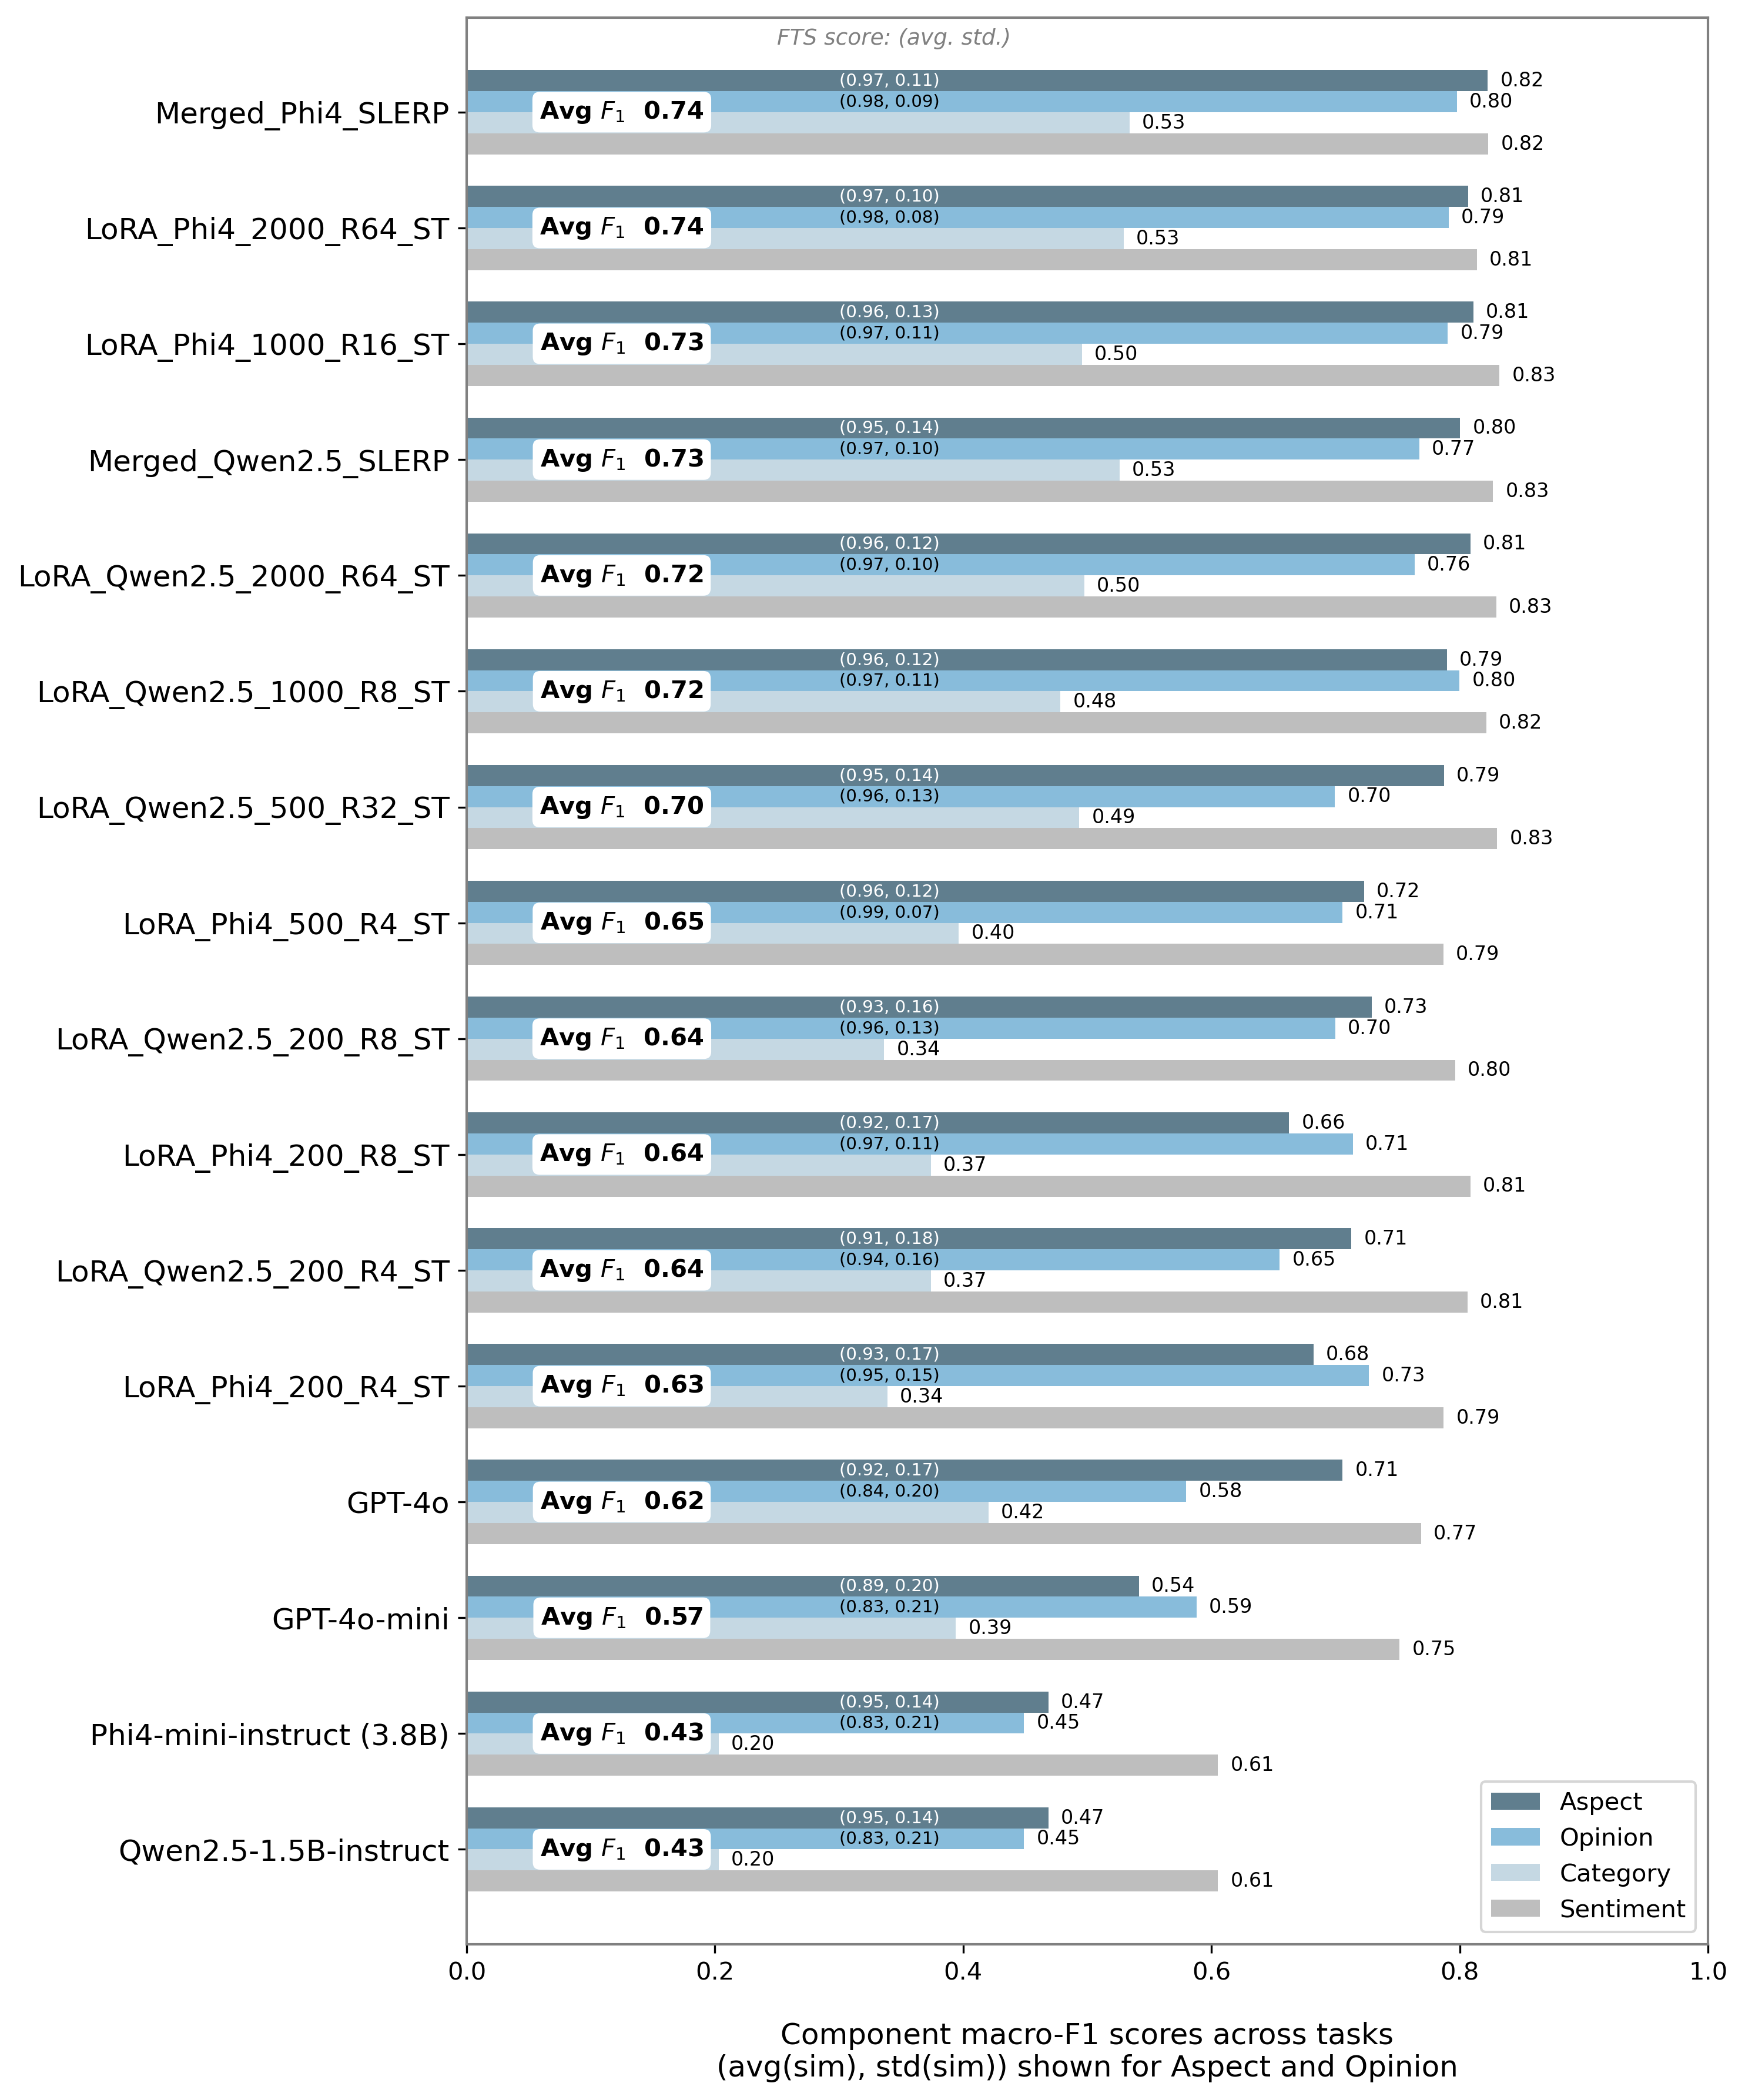 FTS score: (avg. std.)
Merged_Phi4_SLERP
(0.97, 0.11)
0.82
(0.98, 0.09)
0.80
Avg F1 0.74
0.53
0.82
LoRA_Phi4_2000_R64_ST
(0.97, 0.10)
0.81
(0.98, 0.08)
0.79
Avg F1 0.74
0.53
0.81
LoRA_Phi4_1000_R16_ST
(0.96, 0.13)
0.81
(0.97, 0.11)
0.79
Avg F1 0.73
0.50
0.83
Merged_Qwen2.5_SLERP
(0.95, 0.14)
0.80
(0.97, 0.10)
0.77
Avg F1 0.73
0.53
0.83
LoRA_Qwen2.5_2000_R64_ST
(0.96, 0.12)
0.81
(0.97, 0.10)
0.76
Avg F1 0.72
0.50
0.83
LoRA_Qwen2.5_1000_R8_ST
(0.96, 0.12)
0.79
(0.97, 0.11)
0.80
Avg F1 0.72
0.48
0.82
LoRA_Qwen2.5_500_R32_ST
(0.95, 0.14)
0.79
(0.96, 0.13)
0.70
Avg F1 0.70
0.49
0.83
LoRA_Phi4_500_R4_ST
(0.96, 0.12)
0.72
(0.99, 0.07)
0.71
Avg F1 0.65
0.40
0.79
LoRA_Qwen2.5_200_R8_ST
(0.93, 0.16)
0.73
(0.96, 0.13)
0.70
Avg F1 0.64
0.34
0.80
LoRA_Phi4_200_R8_ST
(0.92, 0.17)
0.66
(0.97, 0.11)
0.71
Avg F1 0.64
0.37
0.81
LoRA_Qwen2.5_200_R4_ST
(0.91, 0.18)
0.71
(0.94, 0.16)
0.65
Avg F1 0.64
0.37
0.81
LoRA_Phi4_200_R4_ST
(0.93, 0.17)
0.68
(0.95, 0.15)
0.73
Avg F1 0.63
0.34
0.79
GPT-4o
(0.92, 0.17)
0.71
(0.84, 0.20)
0.58
Avg F1 0.62
0.42
0.77
GPT-4o-mini
(0.89, 0.20)
0.54
(0.83, 0.21)
0.59
Avg F1 0.57
0.39
0.75
Phi4-mini-instruct (3.8B)
(0.95, 0.14)
0.47
(0.83, 0.21)
0.45
Avg F1 0.43
0.20
0.61
Qwen2.5-1.5B-instruct
(0.95, 0.14)
0.47
(0.83, 0.21)
0.45
Avg F1 0.43
0.20
0.61
Aspect
Opinion
Category
Sentiment
0.0 0.2 0.4 0.6 0.8 1.0
Component macro-F1 scores across tasks
(avg(sim), std(sim)) shown for Aspect and Opinion